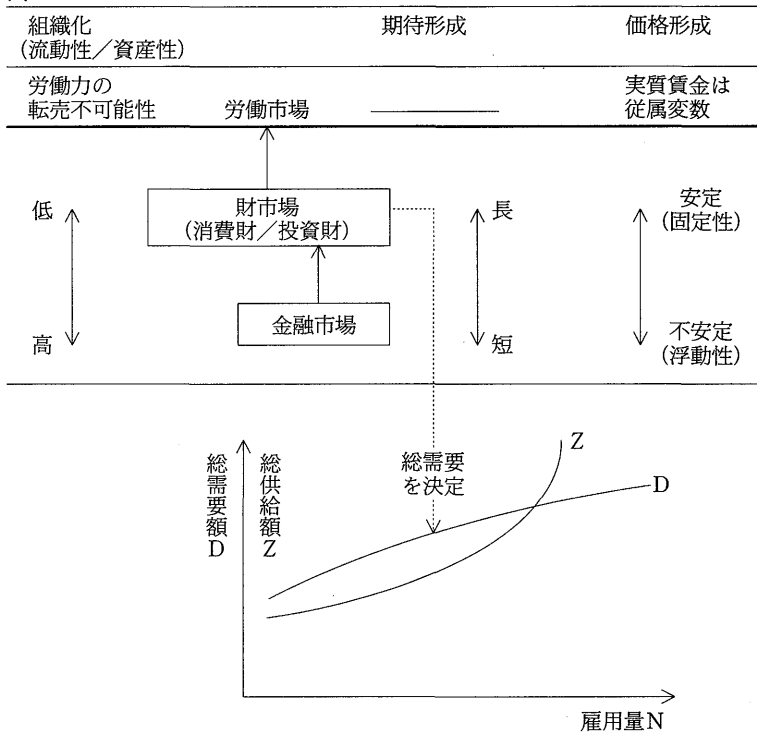 組織化
(流動性／資産性)
期待形成
価格形成
労働力の
転売不可能性
労働市場
実質賃金は
従属変数
低
高
財市場
(消費財／投資財)
金融市場
長
短
安定
(固定性)
不安定
(浮動性)
総需要額D
総供給額Z
総需要
を決定
Z
D
雇用量N